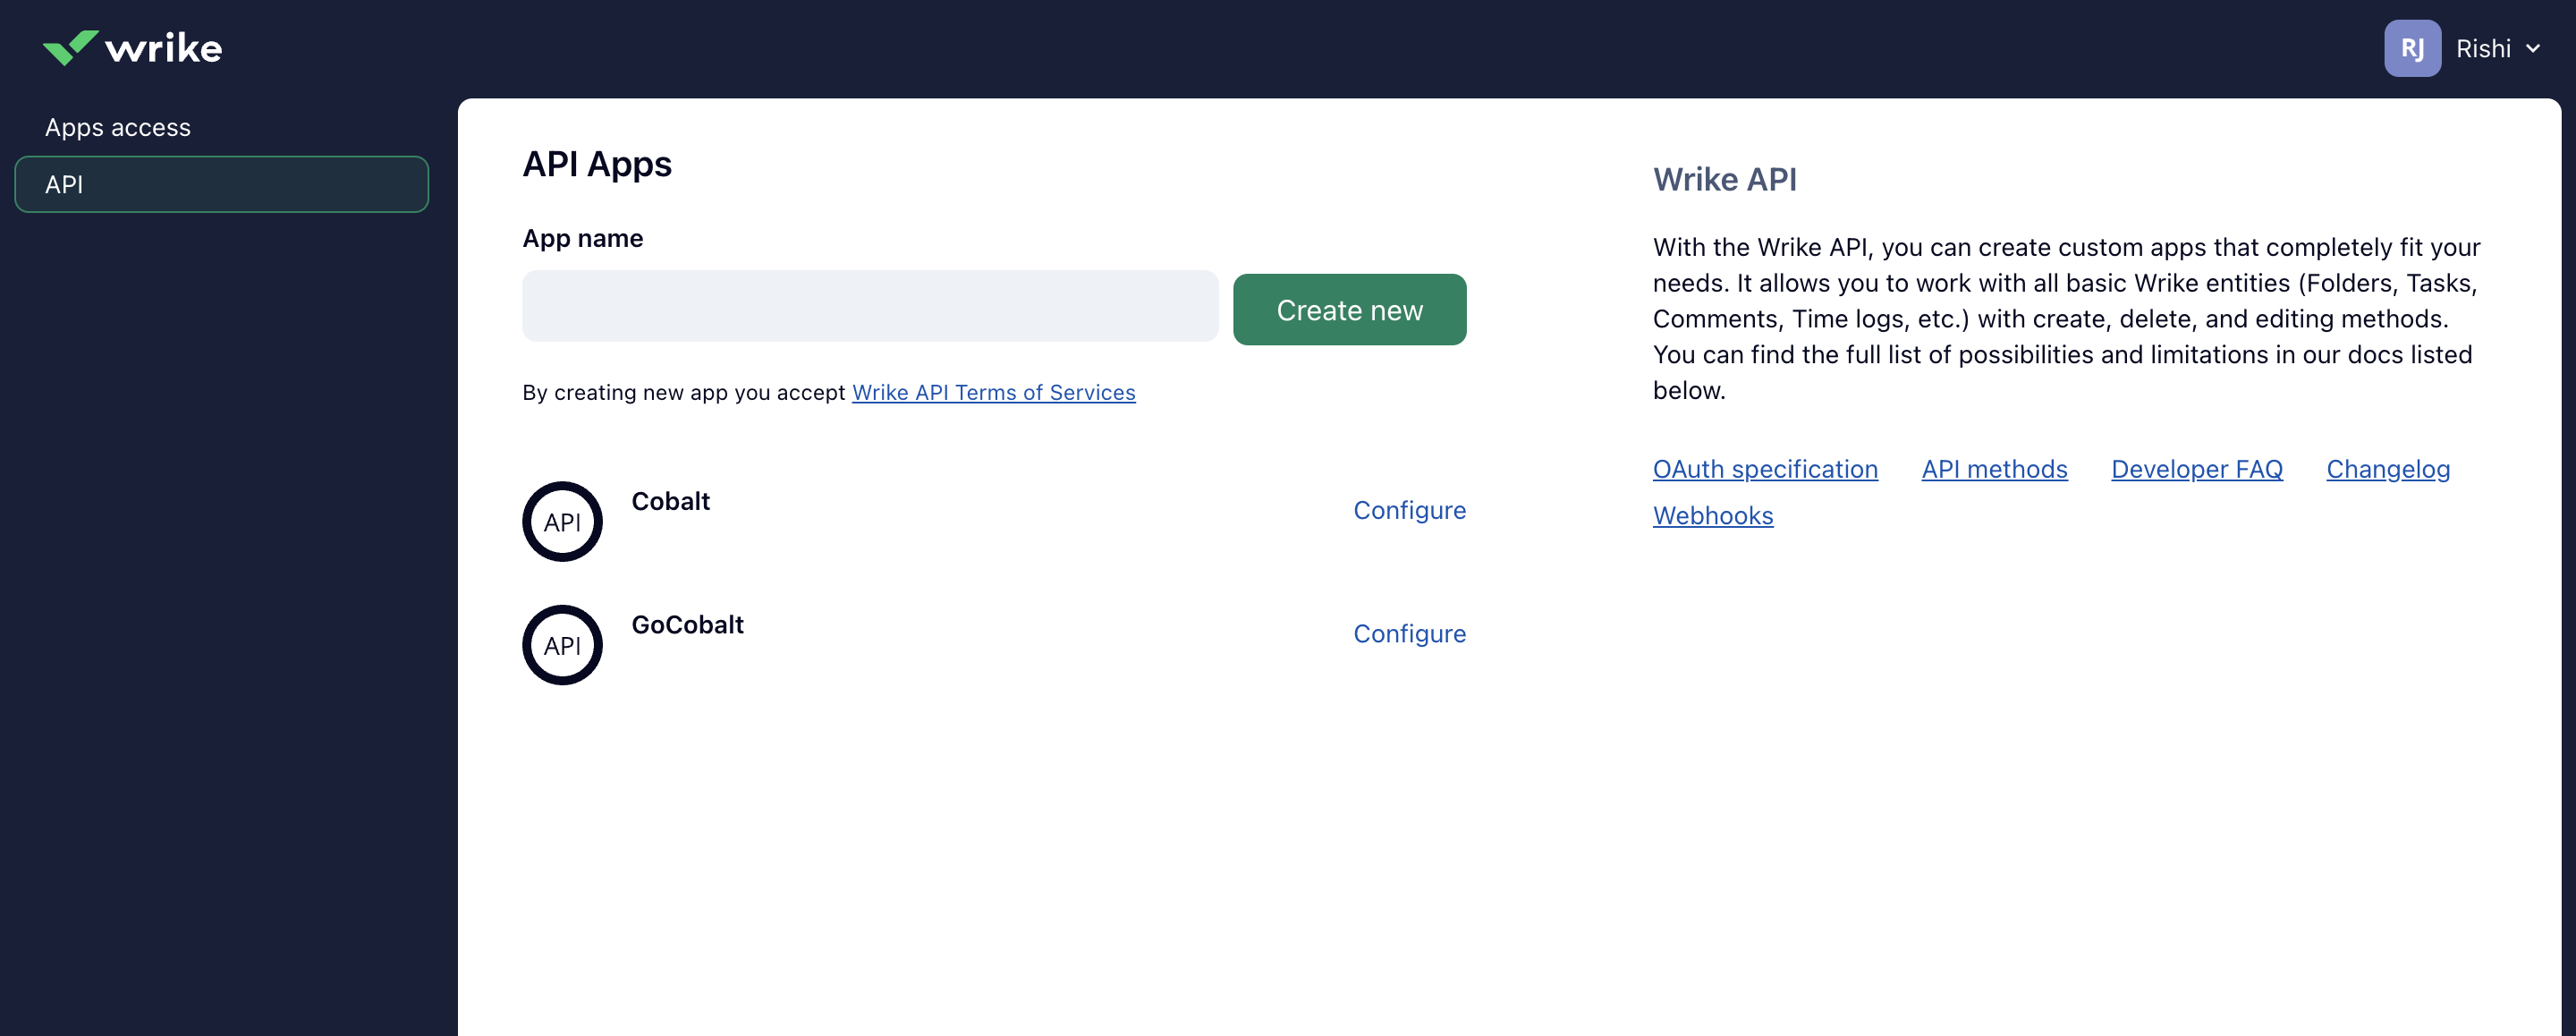 wrike
RJ Rishi
Apps access
API
API Apps
App name
Create new
By creating new app you accept Wrike API Terms of Services
API Cobalt Configure
API GoCobalt Configure
Wrike API
With the Wrike API, you can create custom apps that completely fit your
needs. It allows you to work with all basic Wrike entities (Folders, Tasks,
Comments, Time logs, etc.) with create, delete, and editing methods.
You can find the full list of possibilities and limitations in our docs listed
below.
OAuth specification API methods Developer FAQ Changelog
Webhooks